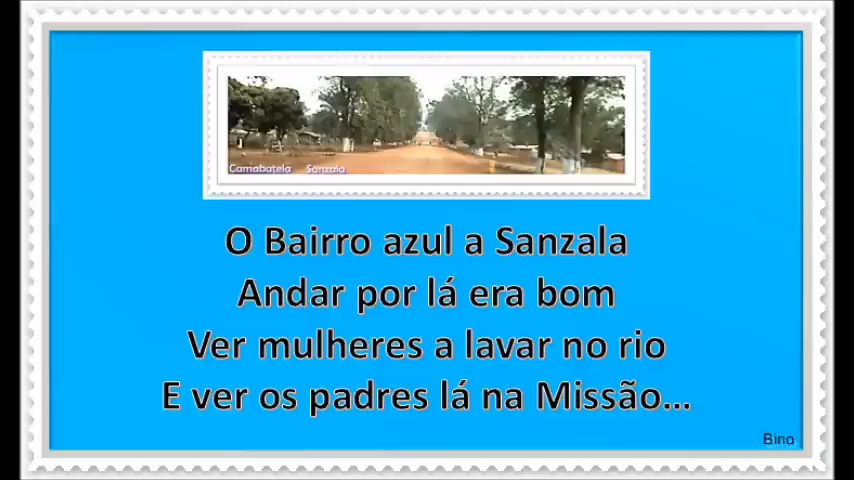 Camabatela Sanzala
O Bairro azul a Sanzala
Andar por lá era bom
Ver mulheres a lavar no rio
E ver os padres lá na Missão...
Bino